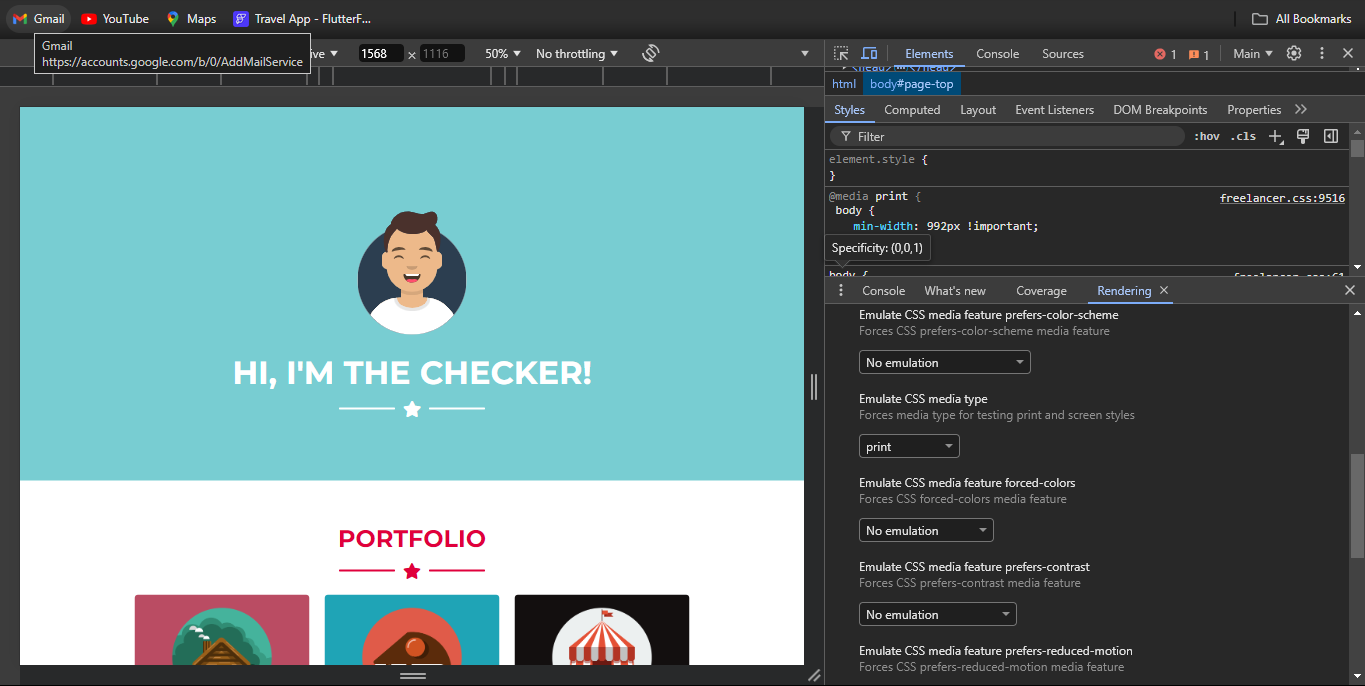 Gmail YouTube Maps Travel App - FlutterF... All Bookmarks
Gmail
https://accounts.google.com/b/0/AddMailService
ive 1568 × 1116 50% No throttling
Elements Console Sources 1 1 Main
html body#page-top
Styles Computed Layout Event Listeners DOM Breakpoints Properties
Filter :hov .cls
element.style {
}
@media print { freelancer.css:9516
body {
min-width: 992px !important;
Specificity: (0,0,1)
body { freelancer.css:61
Console What's new Coverage Rendering
Emulate CSS media feature prefers-color-scheme
Forces CSS prefers-color-scheme media feature
No emulation
Emulate CSS media type
Forces media type for testing print and screen styles
print
Emulate CSS media feature forced-colors
Forces CSS forced-colors media feature
No emulation
Emulate CSS media feature prefers-contrast
Forces CSS prefers-contrast media feature
No emulation
Emulate CSS media feature prefers-reduced-motion
Forces CSS prefers-reduced-motion media feature
HI, I'M THE CHECKER!
PORTFOLIO